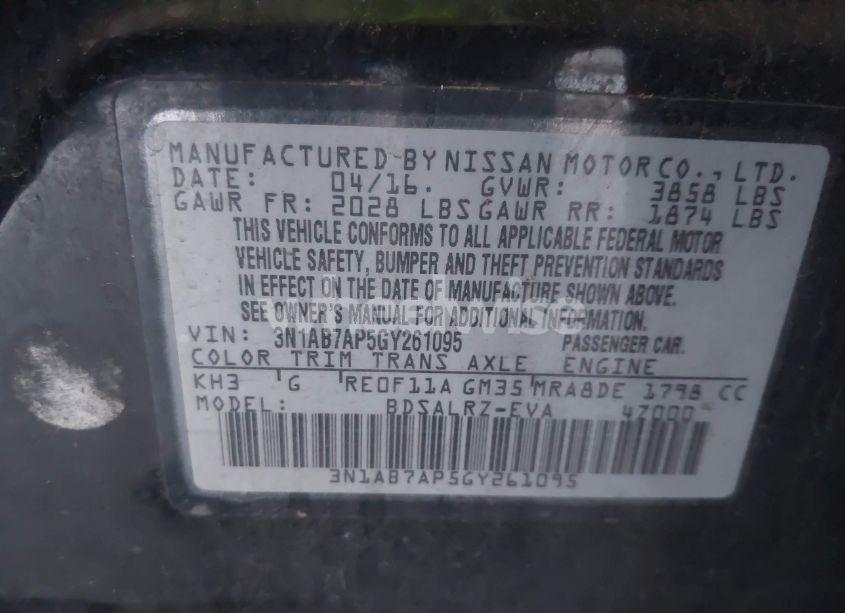 MANUFACTURED BY NISSAN MOTOR CO., LTD.
DATE: 04/16. GVWR: 3858 LBS
GAWR FR: 2028 LBS GAWR RR: 1874 LBS
THIS VEHICLE CONFORMS TO ALL APPLICABLE FEDERAL MOTOR
VEHICLE SAFETY, BUMPER AND THEFT PREVENTION STANDARDS
IN EFFECT ON THE DATE OF MANUFACTURE SHOWN ABOVE.
SEE OWNER'S MANUAL FOR ADDITIONAL INFORMATION.
VIN: 3N1AB7AP5GY261095 PASSENGER CAR.
COLOR TRIM TRANS AXLE ENGINE
KH3 G RE0F11A GM35 MRA8DE 1798 CC
MODEL: BDSALRZ-EVA 4Z000
3N1AB7AP5GY261095